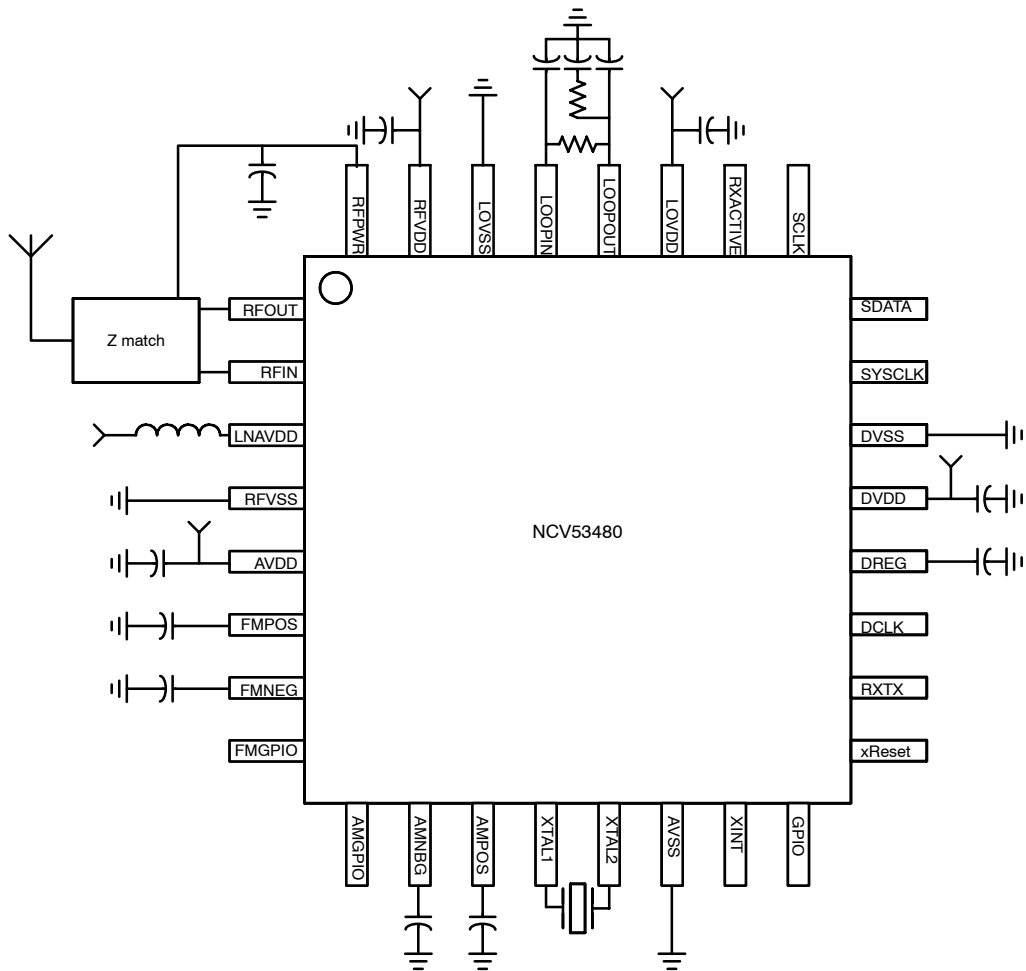 RFPWR
RFVDD
LOVSS
LOOPIN
LOOPOUT
LOVDD
RXACTIVE
SCLK
RFOUT
SDATA
Z match
RFIN
SYSCLK
LNAVDD
DVSS
RFVSS
DVDD
NCV53480
AVDD
DREG
FMPOS
DCLK
FMNEG
RXTX
FMGPIO
xReset
AMGPIO
AMNBG
AMPOS
XTAL1
XTAL2
AVSS
XINT
GPIO